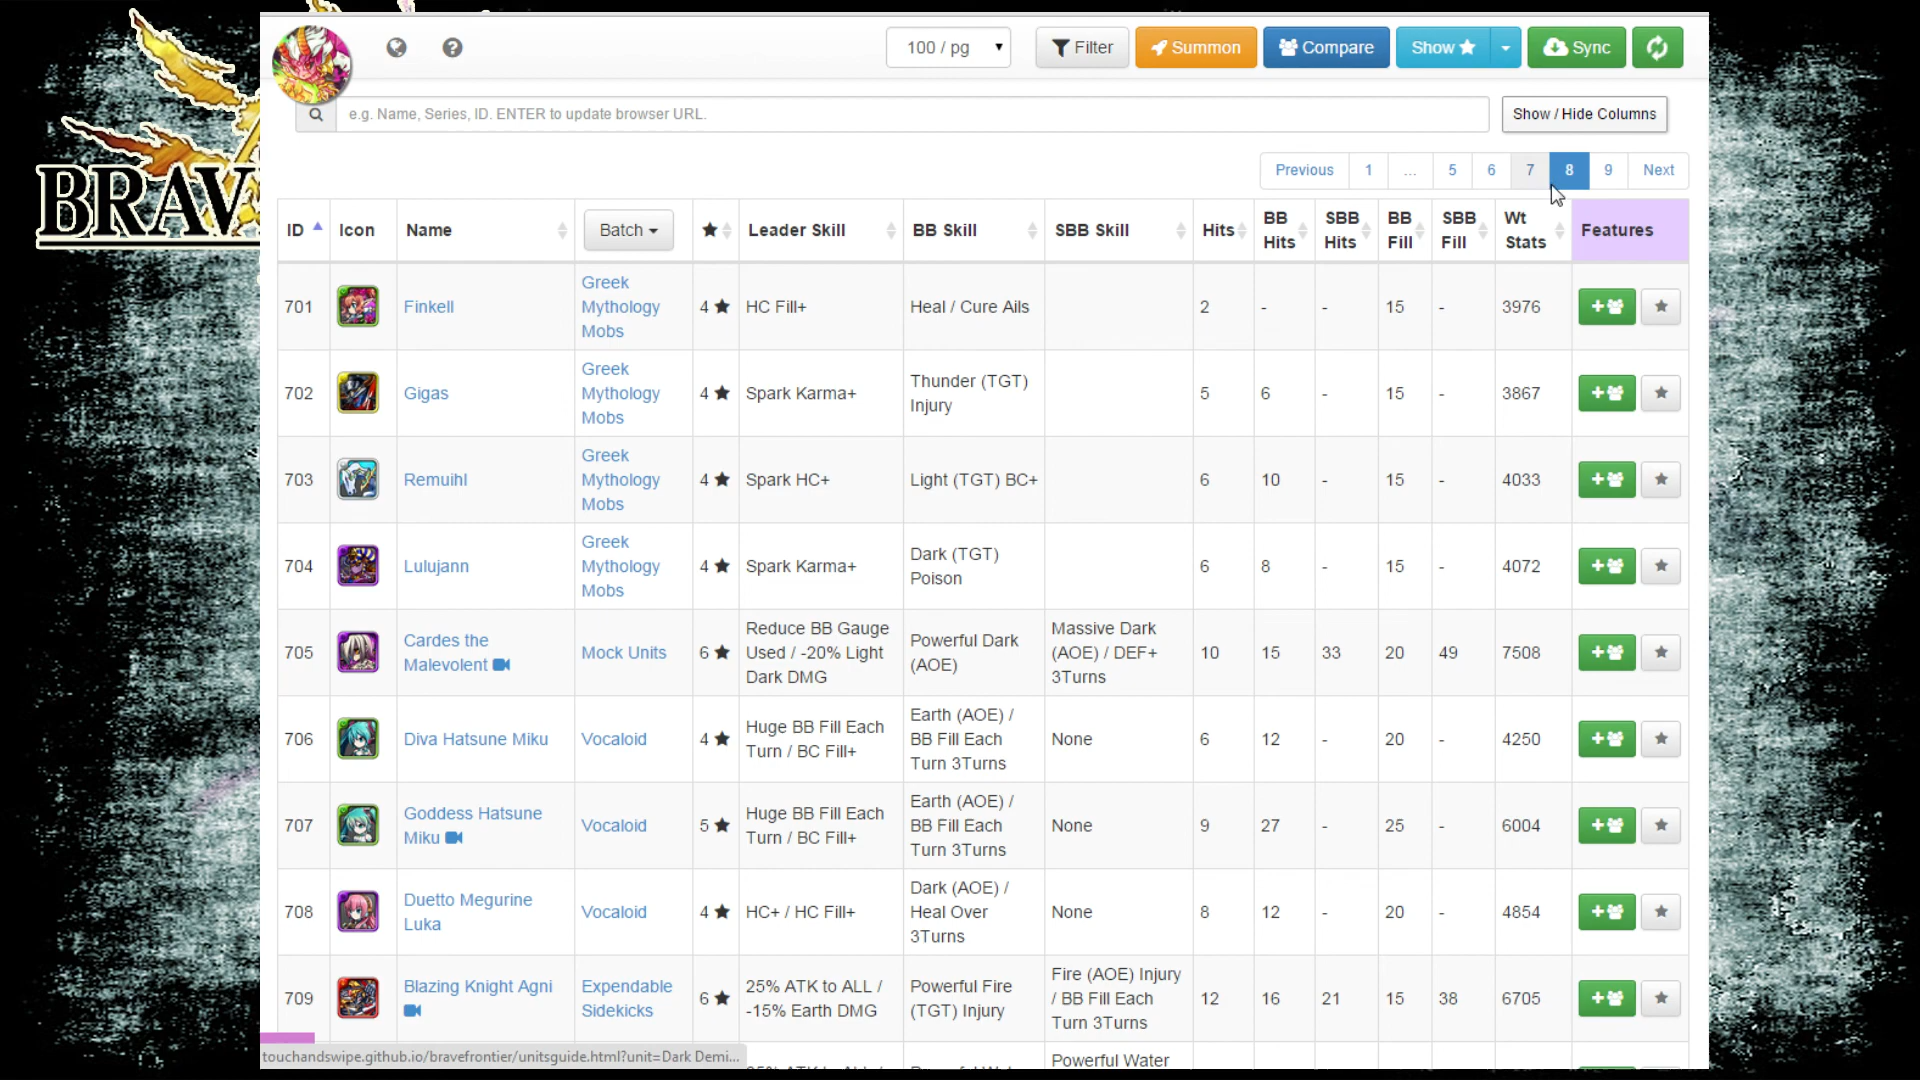 BRAV
100 / pg
Filter
Summon
Compare
Show
Sync
e.g. Name, Series, ID. ENTER to update browser URL.
Show / Hide Columns
Previous 1 ... 5 6 7 8 9 Next
ID Icon Name Batch ★ Leader Skill BB Skill SBB Skill Hits BB Hits SBB Hits BB Fill SBB Fill Wt Stats Features
701 Finkell Greek Mythology Mobs 4 ★ HC Fill+ Heal / Cure Ails 2 - - 15 - 3976
702 Gigas Greek Mythology Mobs 4 ★ Spark Karma+ Thunder (TGT) Injury 5 6 - 15 - 3867
703 Remuihl Greek Mythology Mobs 4 ★ Spark HC+ Light (TGT) BC+ 6 10 - 15 - 4033
704 Lulujann Greek Mythology Mobs 4 ★ Spark Karma+ Dark (TGT) Poison 6 8 - 15 - 4072
705 Cardes the Malevolent Mock Units 6 ★ Reduce BB Gauge Used / -20% Light Dark DMG Powerful Dark (AOE) Massive Dark (AOE) / DEF+ 3Turns 10 15 33 20 49 7508
706 Diva Hatsune Miku Vocaloid 4 ★ Huge BB Fill Each Turn / BC Fill+ Earth (AOE) / BB Fill Each Turn 3Turns None 6 12 - 20 - 4250
707 Goddess Hatsune Miku Vocaloid 5 ★ Huge BB Fill Each Turn / BC Fill+ Earth (AOE) / BB Fill Each Turn 3Turns None 9 27 - 25 - 6004
708 Duetto Megurine Luka Vocaloid 4 ★ HC+ / HC Fill+ Dark (AOE) / Heal Over 3Turns None 8 12 - 20 - 4854
709 Blazing Knight Agni Expendable Sidekicks 6 ★ 25% ATK to ALL / -15% Earth DMG Powerful Fire (TGT) Injury Fire (AOE) Injury / BB Fill Each Turn 3Turns 12 16 21 15 38 6705
Powerful Water
touchandswipe.github.io/bravefrontier/unitsguide.html?unit=Dark Demi...